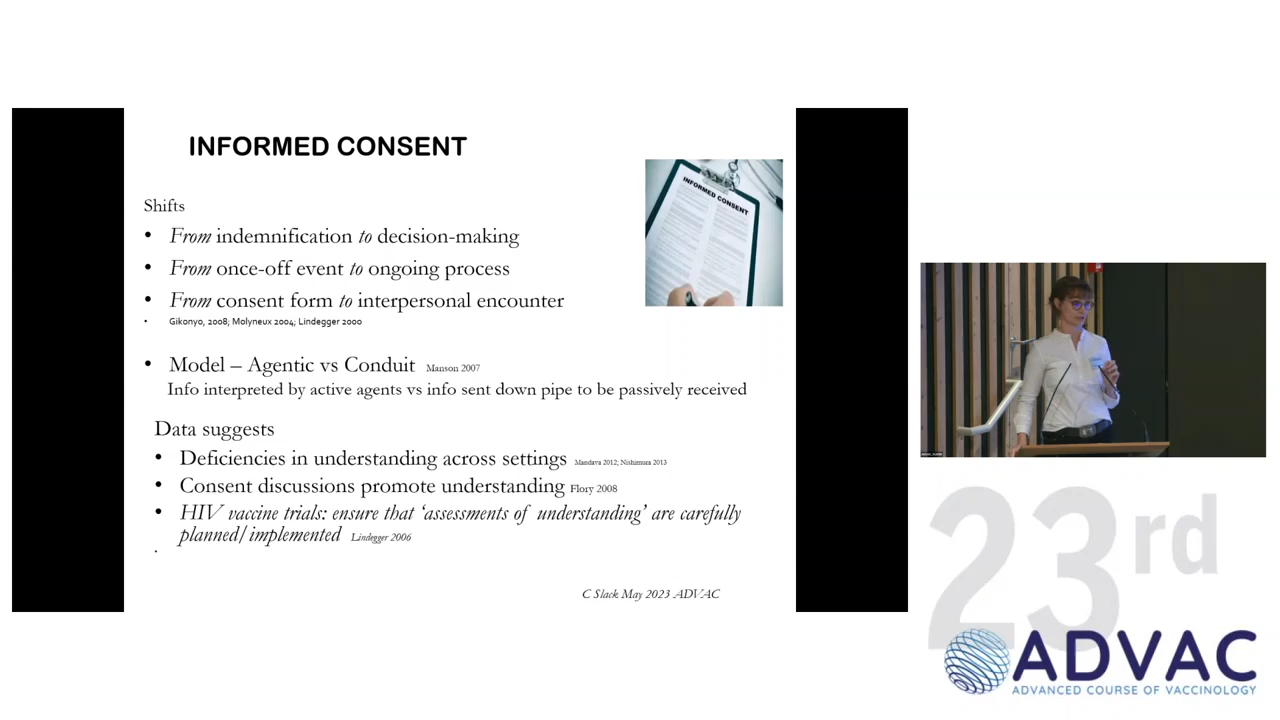 INFORMED CONSENT
INFORMED CONSENT
Shifts
• From indemnification to decision-making
• From once-off event to ongoing process
• From consent form to interpersonal encounter
• Gikonyo, 2008; Molyneux 2004; Lindegger 2000
• Model – Agentic vs Conduit Manson 2007
Info interpreted by active agents vs info sent down pipe to be passively received
Data suggests
• Deficiencies in understanding across settings Mandava 2012; Nishimura 2013
• Consent discussions promote understanding Flory 2008
• HIV vaccine trials: ensure that ‘assessments of understanding’ are carefully
planned/implemented Lindegger 2006
•
C Slack May 2023 ADVAC
23rd
ADVAC
ADVANCED COURSE OF VACCINOLOGY